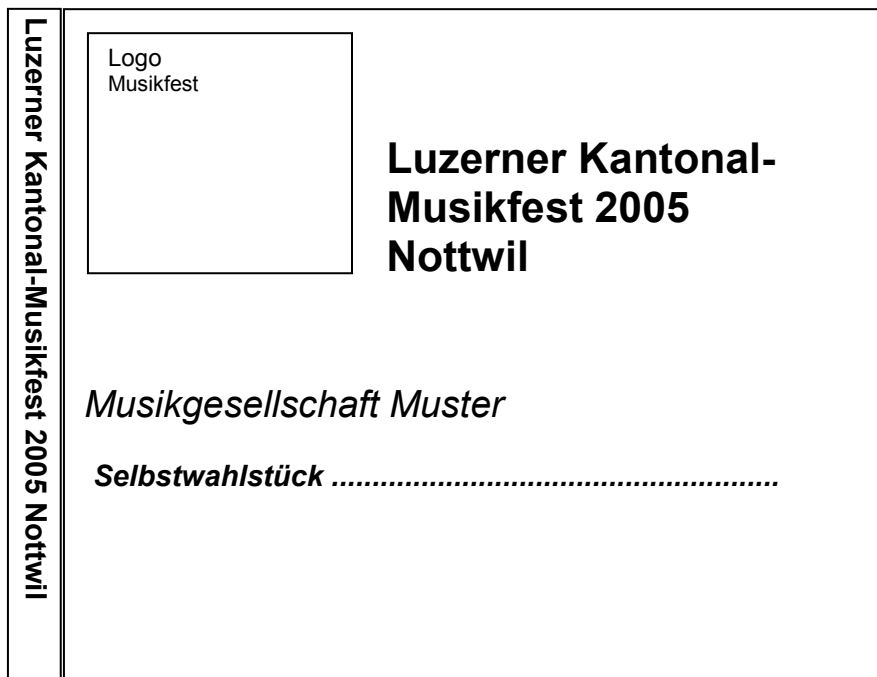 Luzerner Kantonal-Musikfest 2005 Nottwil
Logo
Musikfest
Luzerner Kantonal-
Musikfest 2005
Nottwil
Musikgesellschaft Muster
Selbstwahlstück ......................................................